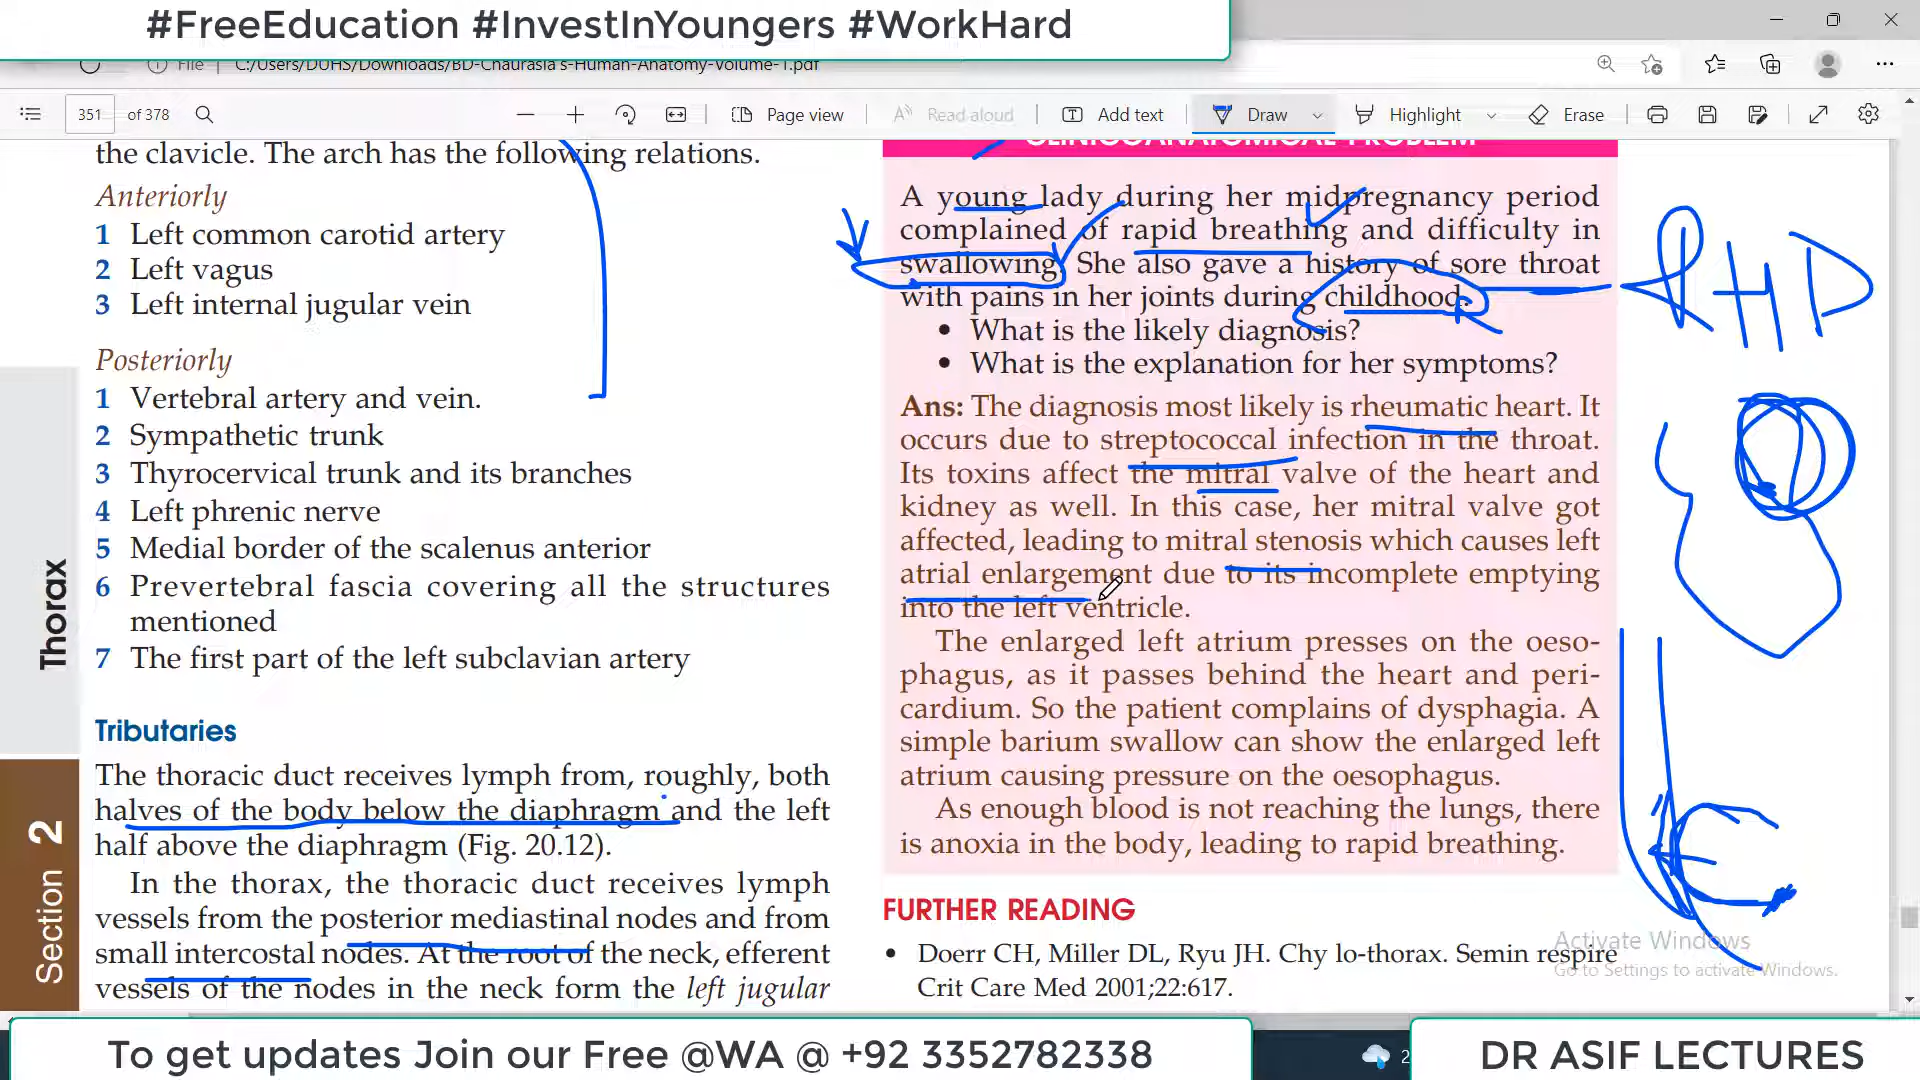 #FreeEducation #InvestInYoungers #WorkHard
File | C:/Users/DUHS/Downloads/BD-Chaurasia's-Human-Anatomy-Volume-1.pdf
351 of 378
Page view
Read aloud
Add text
Draw
Highlight
Erase
the clavicle. The arch has the following relations.
Anteriorly
1 Left common carotid artery
2 Left vagus
3 Left internal jugular vein
Posteriorly
1 Vertebral artery and vein.
2 Sympathetic trunk
3 Thyrocervical trunk and its branches
4 Left phrenic nerve
5 Medial border of the scalenus anterior
6 Prevertebral fascia covering all the structures
mentioned
7 The first part of the left subclavian artery
Tributaries
The thoracic duct receives lymph from, roughly, both
halves of the body below the diaphragm and the left
half above the diaphragm (Fig. 20.12).
In the thorax, the thoracic duct receives lymph
vessels from the posterior mediastinal nodes and from
small intercostal nodes. At the root of the neck, efferent
vessels of the nodes in the neck form the left jugular
Thorax
Section 2
CLINICOANATOMICAL PROBLEM
A young lady during her midpregnancy period
complained of rapid breathing and difficulty in
swallowing. She also gave a history of sore throat
with pains in her joints during childhood.
• What is the likely diagnosis?
• What is the explanation for her symptoms?
Ans: The diagnosis most likely is rheumatic heart. It
occurs due to streptococcal infection in the throat.
Its toxins affect the mitral valve of the heart and
kidney as well. In this case, her mitral valve got
affected, leading to mitral stenosis which causes left
atrial enlargement due to its incomplete emptying
into the left ventricle.
The enlarged left atrium presses on the oeso-
phagus, as it passes behind the heart and peri-
cardium. So the patient complains of dysphagia. A
simple barium swallow can show the enlarged left
atrium causing pressure on the oesophagus.
As enough blood is not reaching the lungs, there
is anoxia in the body, leading to rapid breathing.
RHD
FURTHER READING
• Doerr CH, Miller DL, Ryu JH. Chy lo-thorax. Semin respire
Crit Care Med 2001;22:617.
Activate Windows
Go to Settings to activate Windows.
To get updates Join our Free @WA @ +92 3352782338
2
DR ASIF LECTURES